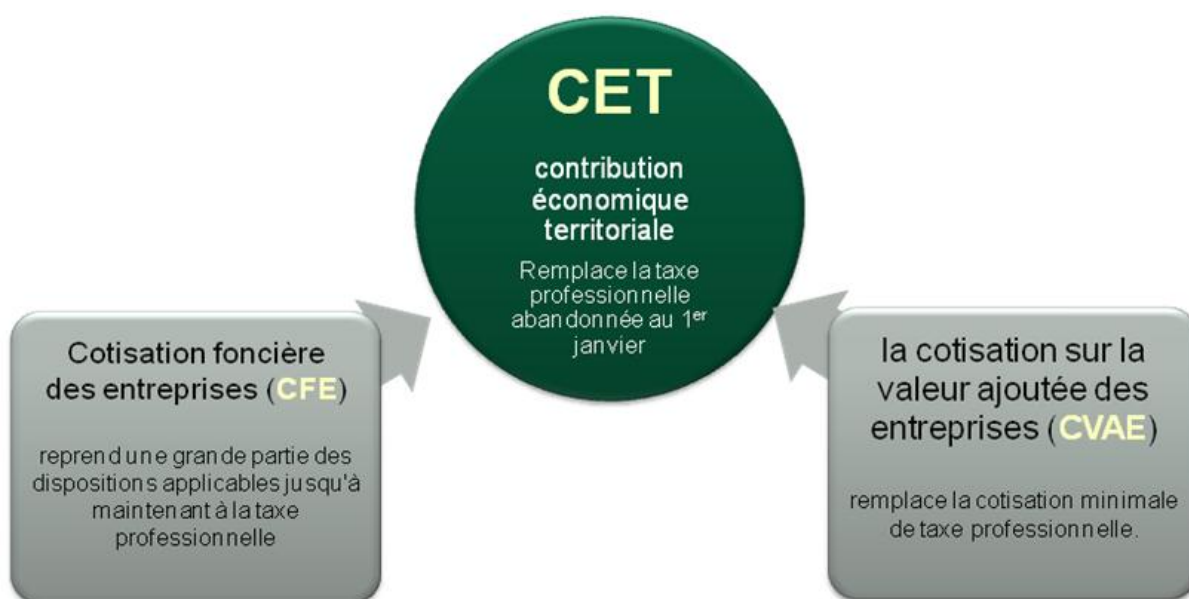 CET
contribution
économique
territoriale
Remplace la taxe
professionnelle
abandonnée au 1er
janvier
Cotisation foncière
des entreprises (CFE)
reprend une grande partie des
dispositions applicables jusqu'à
maintenant à la taxe
professionnelle
la cotisation sur la
valeur ajoutée des
entreprises (CVAE)
remplace la cotisation minimale
de taxe professionnelle.